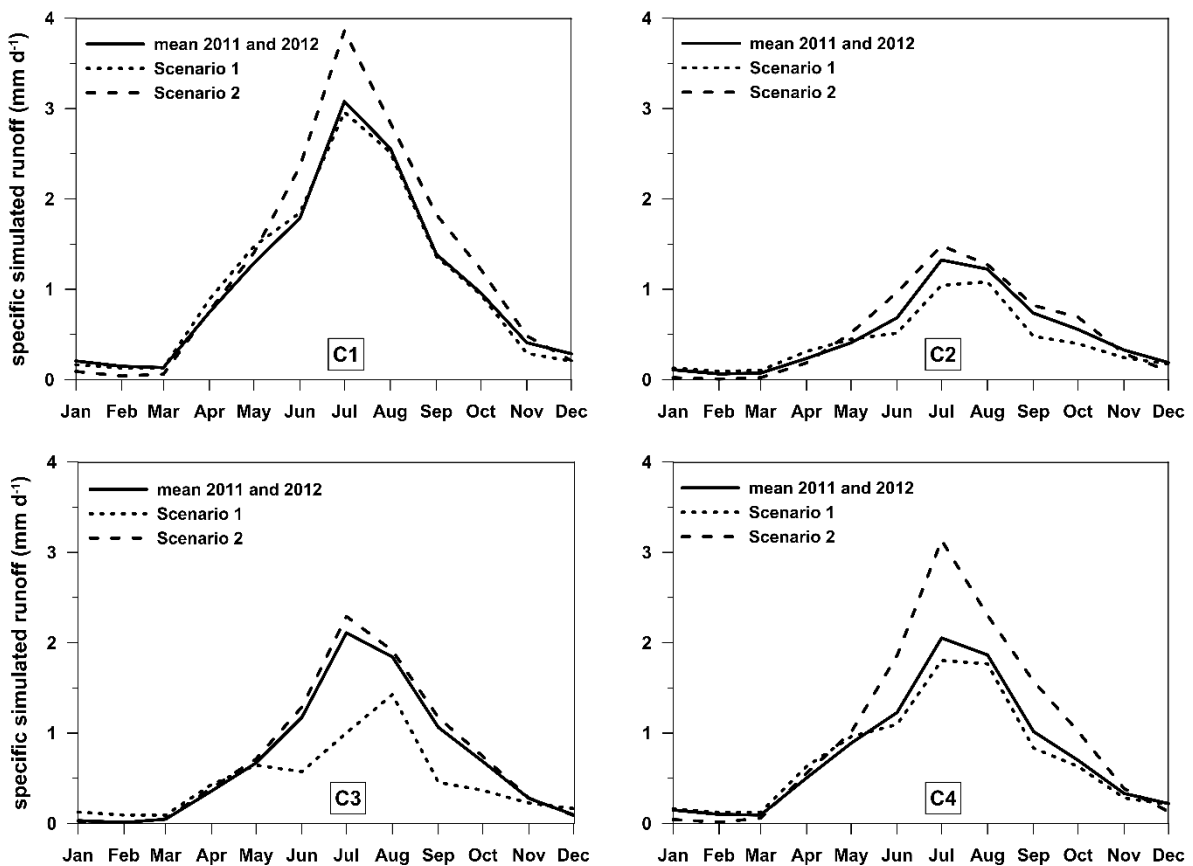 specific simulated runoff (mm d-1)
4
3
2
1
0
mean 2011 and 2012
Scenario 1
Scenario 2
C1
Jan Feb Mar Apr May Jun Jul Aug Sep Oct Nov Dec
4
3
2
1
0
mean 2011 and 2012
Scenario 1
Scenario 2
C2
Jan Feb Mar Apr May Jun Jul Aug Sep Oct Nov Dec
specific simulated runoff (mm d-1)
4
3
2
1
0
mean 2011 and 2012
Scenario 1
Scenario 2
C3
Jan Feb Mar Apr May Jun Jul Aug Sep Oct Nov Dec
4
3
2
1
0
mean 2011 and 2012
Scenario 1
Scenario 2
C4
Jan Feb Mar Apr May Jun Jul Aug Sep Oct Nov Dec